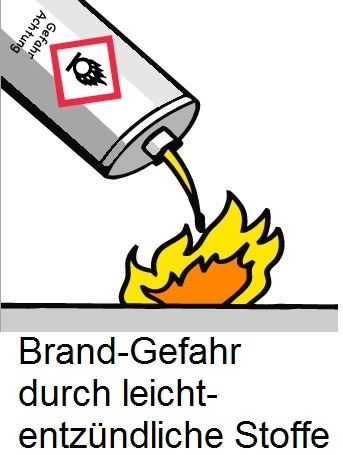 Gefahr
Achtung
Brand-Gefahr
durch leicht-
entzündliche Stoffe